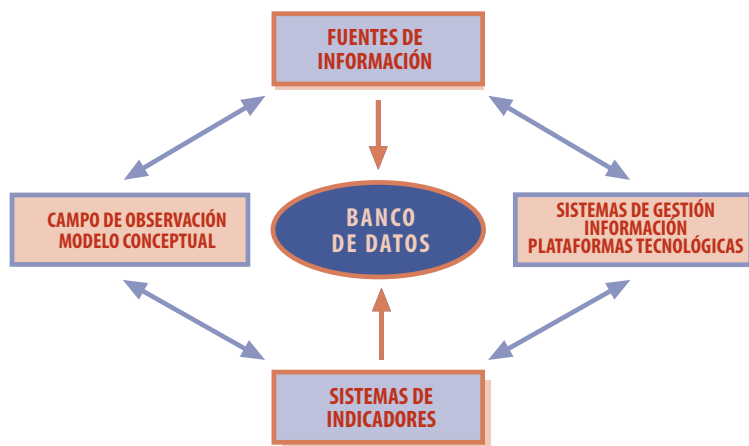 FUENTES DE
INFORMACIÓN
CAMPO DE OBSERVACIÓN
MODELO CONCEPTUAL
BANCO
DE DATOS
SISTEMAS DE GESTIÓN
INFORMACIÓN
PLATAFORMAS TECNOLÓGICAS
SISTEMAS DE
INDICADORES